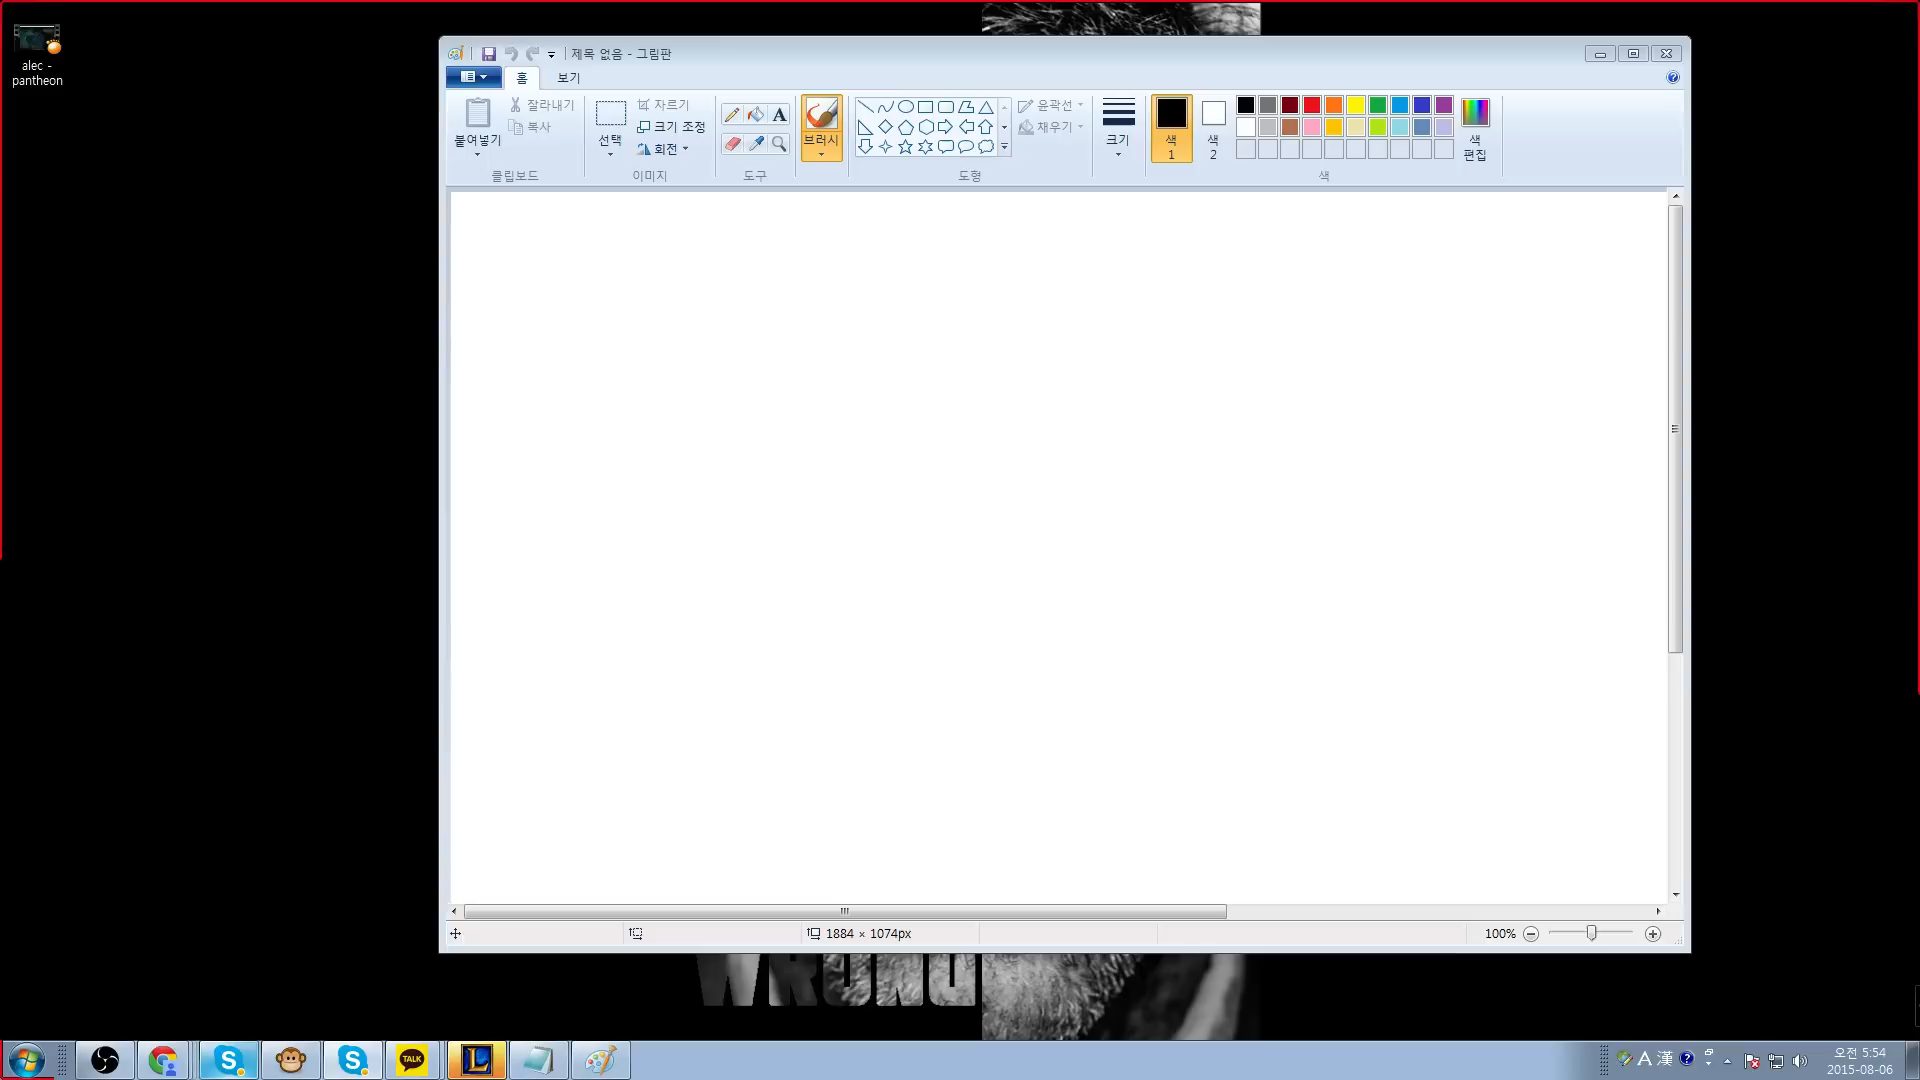 alec -
pantheon
제목 없음 - 그림판
홈
보기
붙여넣기
잘라내기
복사
클립보드
선택
자르기
크기 조정
회전
이미지
A
도구
브러시
도형
윤곽선
채우기
크기
색
1
색
2
색
편집
색
1884 × 1074px
100%
WRONG
TALK
L
A 漢
오전 5:54
2015-08-06